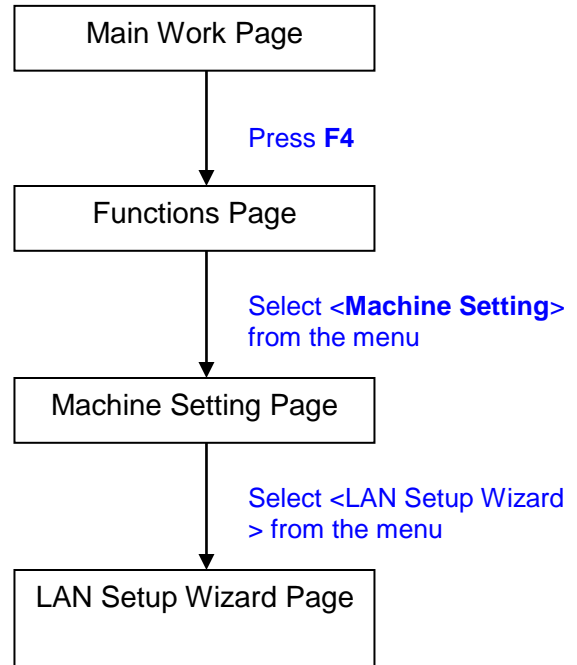 Main Work Page
Press F4
Functions Page
Select <Machine Setting>
from the menu
Machine Setting Page
Select <LAN Setup Wizard
> from the menu
LAN Setup Wizard Page